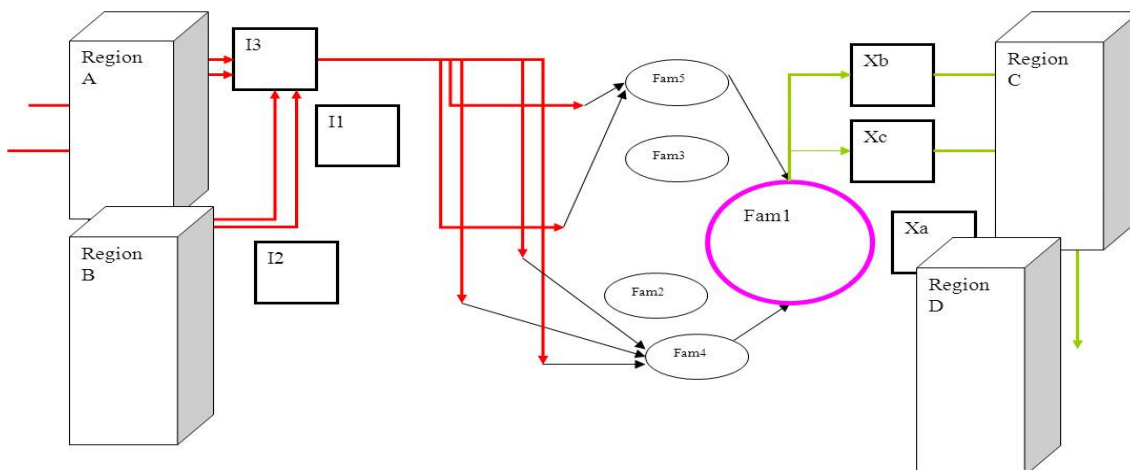 Region
A
I3
I1
Region
B
I2
Fam5
Fam3
Fam1
Fam2
Fam4
Xb
Xc
Xa
Region
C
Region
D